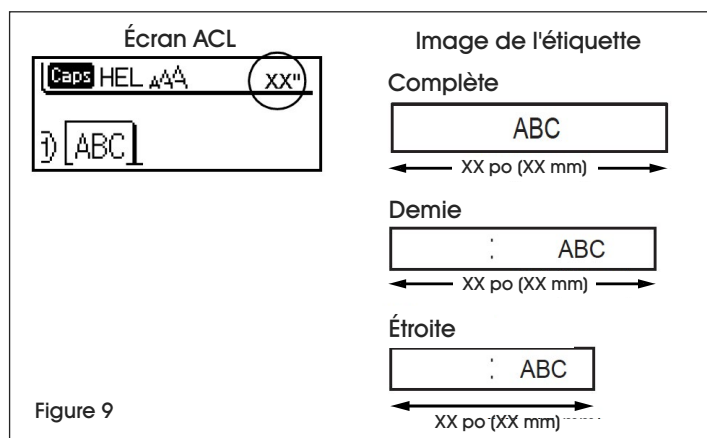 Écran ACL
Caps HEL AAA XX"
1) ABC
Image de l'étiquette
Complète
ABC
XX po (XX mm)
Demie
: ABC
XX po (XX mm)
Étroite
: ABC
XX po (XX mm)
Figure 9